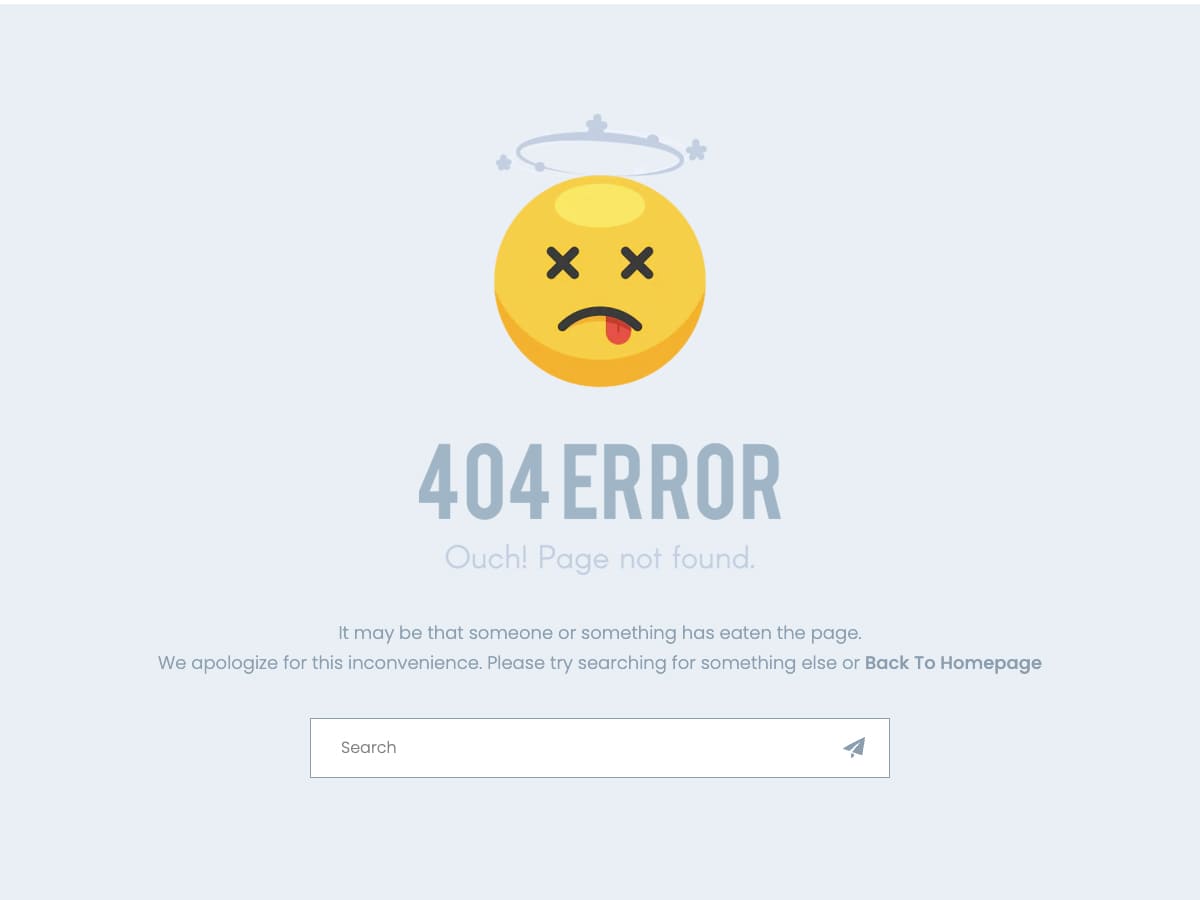 404 ERROR
Ouch! Page not found.
It may be that someone or something has eaten the page.
We apologize for this inconvenience. Please try searching for something else or Back To Homepage
Search